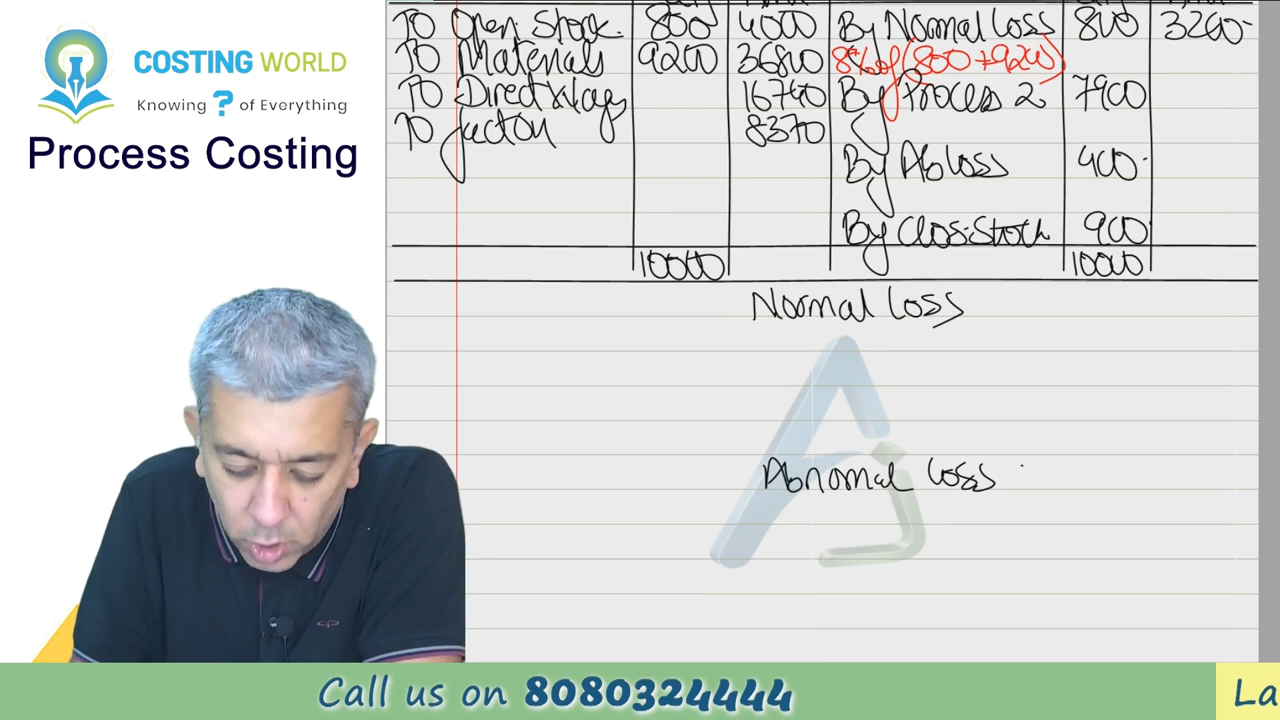 To Open. Stock. 800 4000 By Normal Loss 800 3200
To Materials 9200 36800 8% of (800 + 9200)
To Direct Wages 16740 By Process 2 7900
To factory 8370
By Ab Loss 400
By Clos. Stock 900
10000 10000
COSTING WORLD
Knowing ? of Everything
Process Costing
Normal Loss
Abnormal Loss
Call us on 8080324444
La